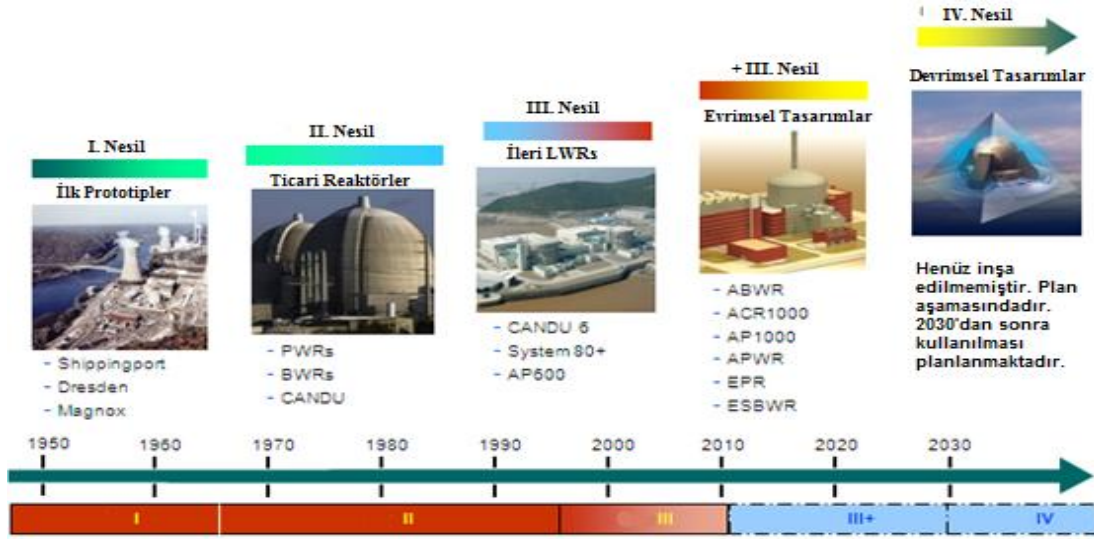 I. Nesil
İlk Prototipler
- Shippingport
- Dresden
- Magnox
II. Nesil
Ticari Reaktörler
- PWRs
- BWRs
- CANDU
III. Nesil
İleri LWRs
- CANDU 6
- System 80+
- AP600
+ III. Nesil
Evrimsel Tasarımlar
- ABWR
- ACR1000
- AP1000
- APWR
- EPR
- ESBWR
IV. Nesil
Devrimsel Tasarımlar
Henüz inşa
edilmemiştir. Plan
aşamasındadır.
2030'dan sonra
kullanılması
planlanmaktadır.
1950 1960 1970 1980 1990 2000 2010 2020 2030
I II III III+ IV